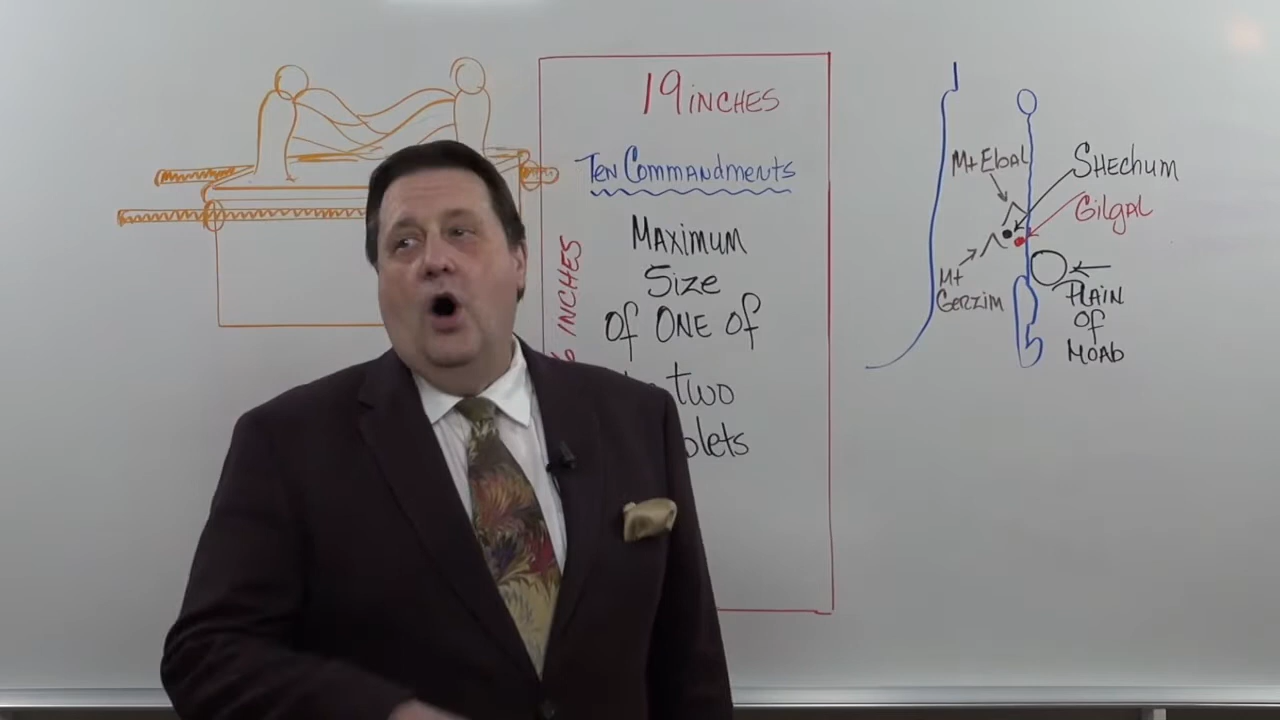 19 INCHES
TEN COMMANDMENTS
MAXIMUM
SIZE
Of ONE Of
two
INCHES
Mt Ebal
SHECHUM
Gilgal
Mt
GERZIM
PLAIN
Of
MOAB